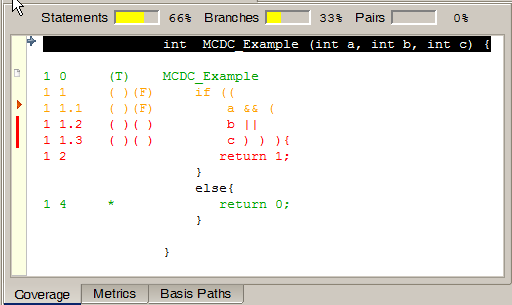 Statements 66% Branches 33% Pairs 0%
int MCDC_Example (int a, int b, int c) {
1 0 (T) MCDC_Example
1 1 ( )(F) if ((
1 1.1 ( )(F) a && (
1 1.2 ( )( ) b ||
1 1.3 ( )( ) c ) ) ){
1 2 return 1;
}
else{
1 4 * return 0;
}
}
Coverage Metrics Basis Paths